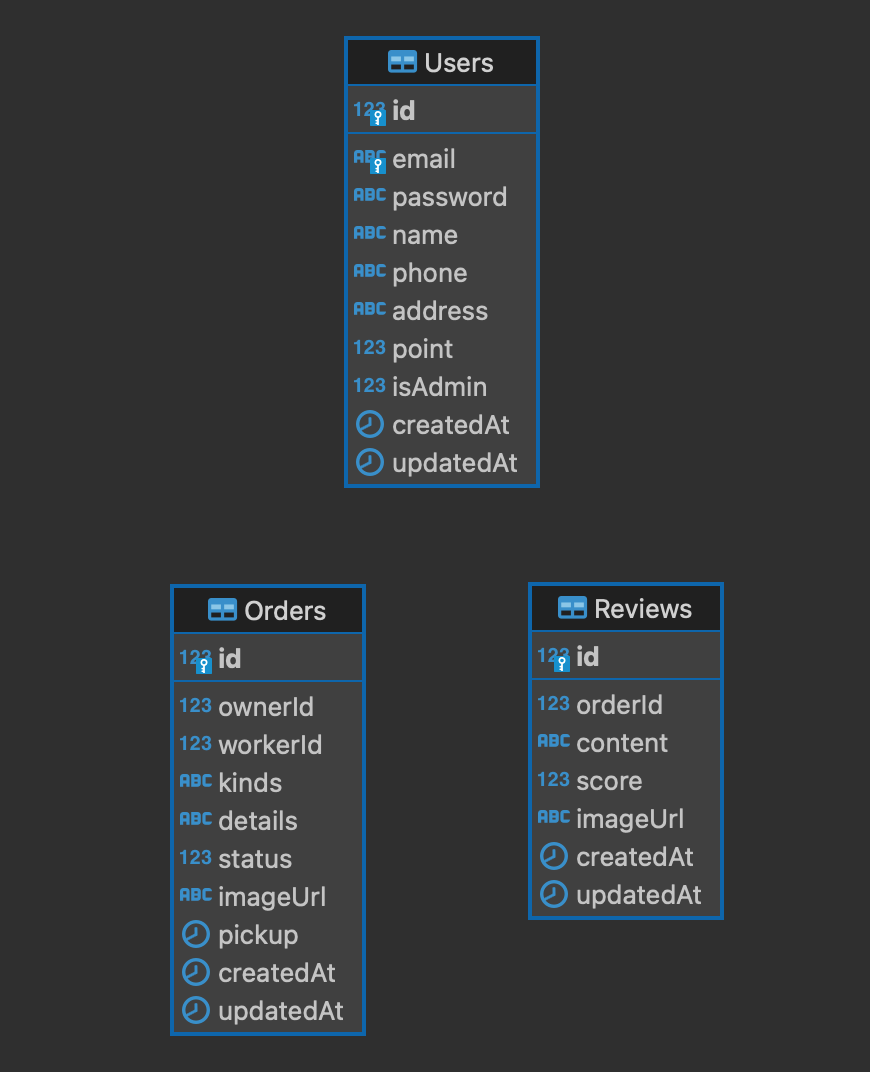 Users
123 id
ABC email
ABC password
ABC name
ABC phone
ABC address
123 point
123 isAdmin
createdAt
updatedAt
Orders
123 id
123 ownerId
123 workerId
ABC kinds
ABC details
123 status
ABC imageUrl
pickup
createdAt
updatedAt
Reviews
123 id
123 orderId
ABC content
123 score
ABC imageUrl
createdAt
updatedAt